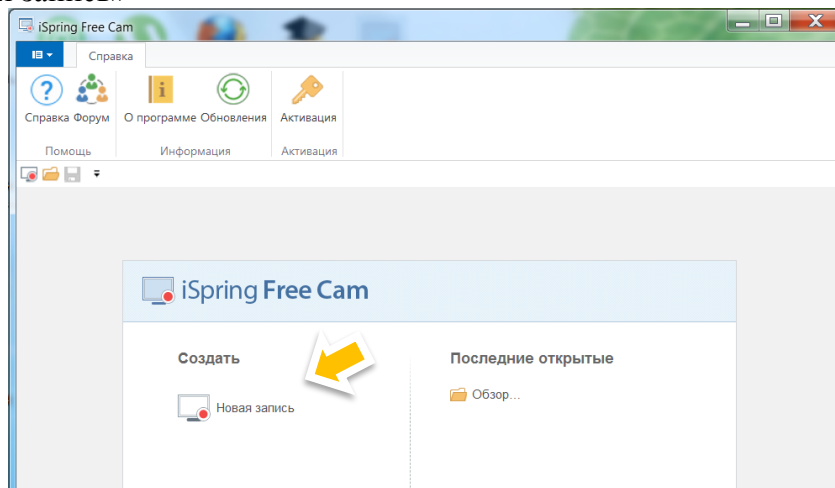 iSpring Free Cam
Справка
Справка Форум О программе Обновления Активация
Помощь Информация Активация
iSpring Free Cam
Создать Последние открытые
Новая запись Обзор...